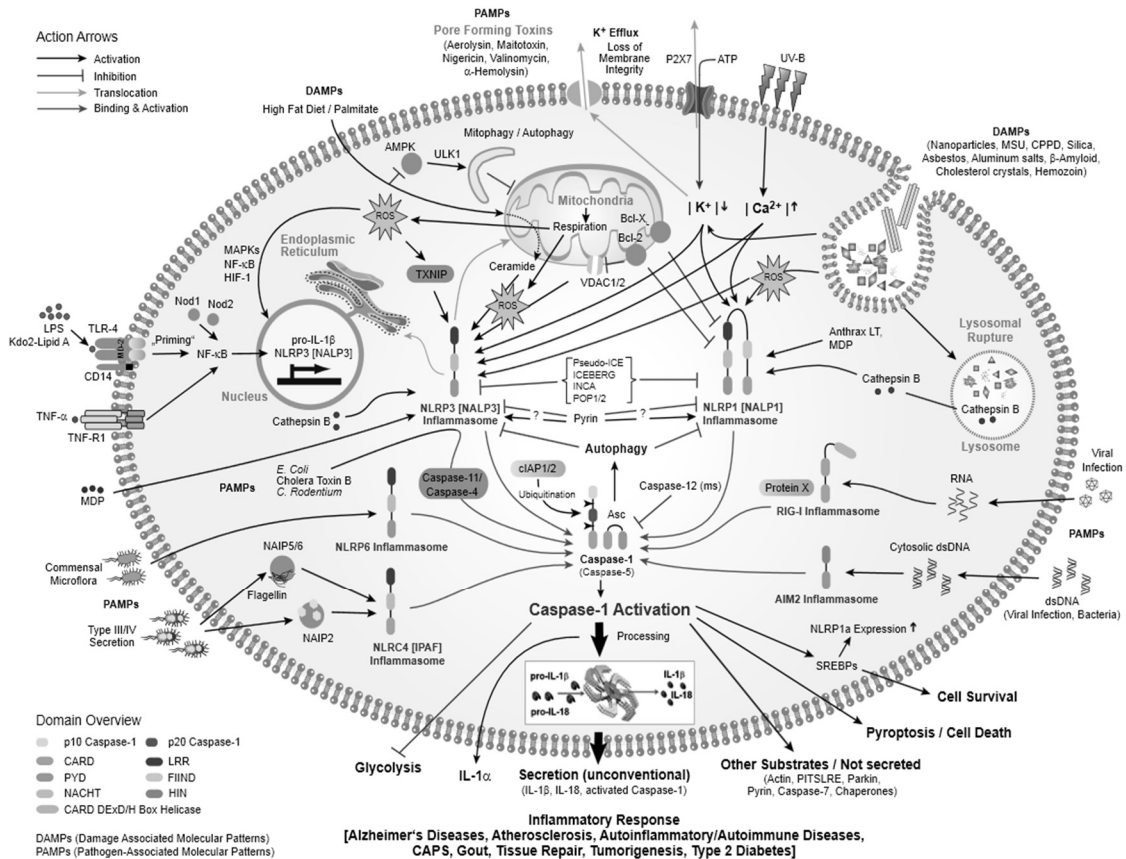 Action Arrows
Activation
Inhibition
Translocation
Binding & Activation
PAMPs
Pore Forming Toxins
(Aerolysin, Maitotoxin,
Nigericin, Valinomycin,
α-Hemolysin)
K+ Efflux
Loss of
Membrane
Integrity
P2X7
ATP
UV-B
DAMPs
High Fat Diet / Palmitate
DAMPs
(Nanoparticles, MSU, CPPD, Silica,
Asbestos, Aluminum salts, β-Amyloid,
Cholesterol crystals, Hemozoin)
Mitophagy / Autophagy
AMPK
ULK1
Mitochondria
Respiration
Bcl-X
Bcl-2
| K+ |↓
| Ca2+ |↑
ROS
MAPKs
NF-κB
HIF-1
Endoplasmic
Reticulum
TXNIP
Ceramide
VDAC1/2
ROS
ROS
Nod1
Nod2
LPS
Kdo2-Lipid A
TLR-4
MD-2
CD14
„Priming“
NF-κB
pro-IL-1β
NLRP3 [NALP3]
Nucleus
Anthrax LT,
MDP
Lysosomal
Rupture
Pseudo-ICE
ICEBERG
INCA
POP1/2
Cathepsin B
Cathepsin B
Lysosome
TNF-α
TNF-R1
Cathepsin B
NLRP3 [NALP3]
Inflammasome
?
Pyrin
?
NLRP1 [NALP1]
Inflammasome
Autophagy
MDP
PAMPs
E. Coli
Cholera Toxin B
C. Rodentium
Caspase-11/
Caspase-4
cIAP1/2
Ubiquitination
Caspase-12 (ms)
Asc
Protein X
RIG-I Inflammasome
RNA
Viral
Infection
PAMPs
NLRP6 Inflammasome
Caspase-1
(Caspase-5)
Cytosolic dsDNA
AIM2 Inflammasome
dsDNA
(Viral Infection, Bacteria)
Commensal
Microflora
NAIP5/6
Flagellin
PAMPs
Type III/IV
Secretion
NAIP2
NLRC4 [IPAF]
Inflammasome
Caspase-1 Activation
Processing
NLRP1a Expression ↑
SREBPs
pro-IL-1β
pro-IL-18
IL-1β
IL-18
Cell Survival
Pyroptosis / Cell Death
Glycolysis
IL-1α
Secretion (unconventional)
(IL-1β, IL-18, activated Caspase-1)
Other Substrates / Not secreted
(Actin, PITSLRE, Parkin,
Pyrin, Caspase-7, Chaperones)
Domain Overview
p10 Caspase-1
p20 Caspase-1
CARD
LRR
PYD
FIIND
NACHT
HIN
CARD DExD/H Box Helicase
DAMPs (Damage Associated Molecular Patterns)
PAMPs (Pathogen-Associated Molecular Patterns)
Inflammatory Response
[Alzheimer‘s Diseases, Atherosclerosis, Autoinflammatory/Autoimmune Diseases,
CAPS, Gout, Tissue Repair, Tumorigenesis, Type 2 Diabetes]